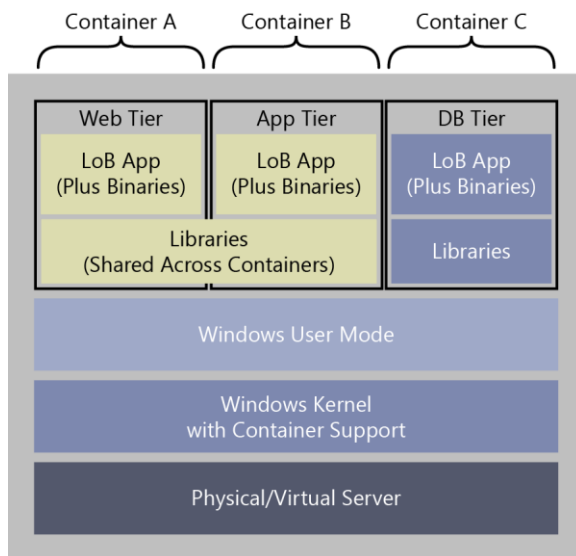 Container A
Container B
Container C
Web Tier
App Tier
DB Tier
LoB App
(Plus Binaries)
LoB App
(Plus Binaries)
LoB App
(Plus Binaries)
Libraries
(Shared Across Containers)
Libraries
Windows User Mode
Windows Kernel
with Container Support
Physical/Virtual Server